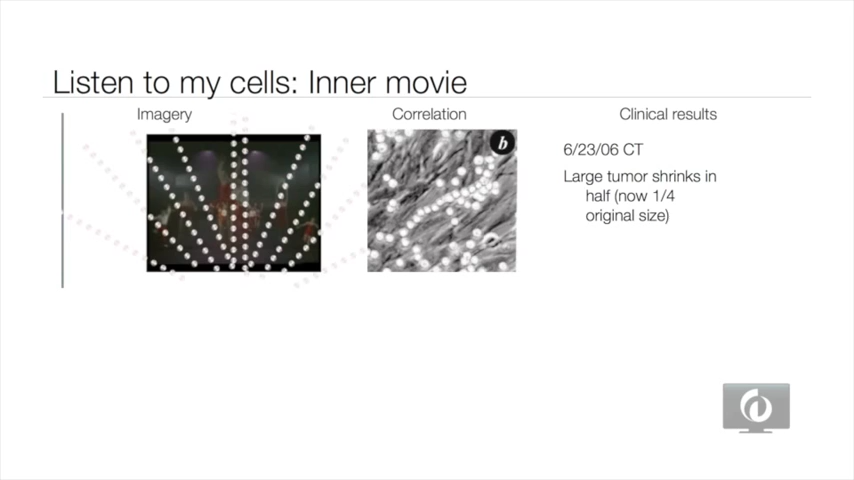 Listen to my cells: Inner movie
Imagery
Correlation
Clinical results
b
6/23/06 CT
Large tumor shrinks in
half (now 1/4
original size)